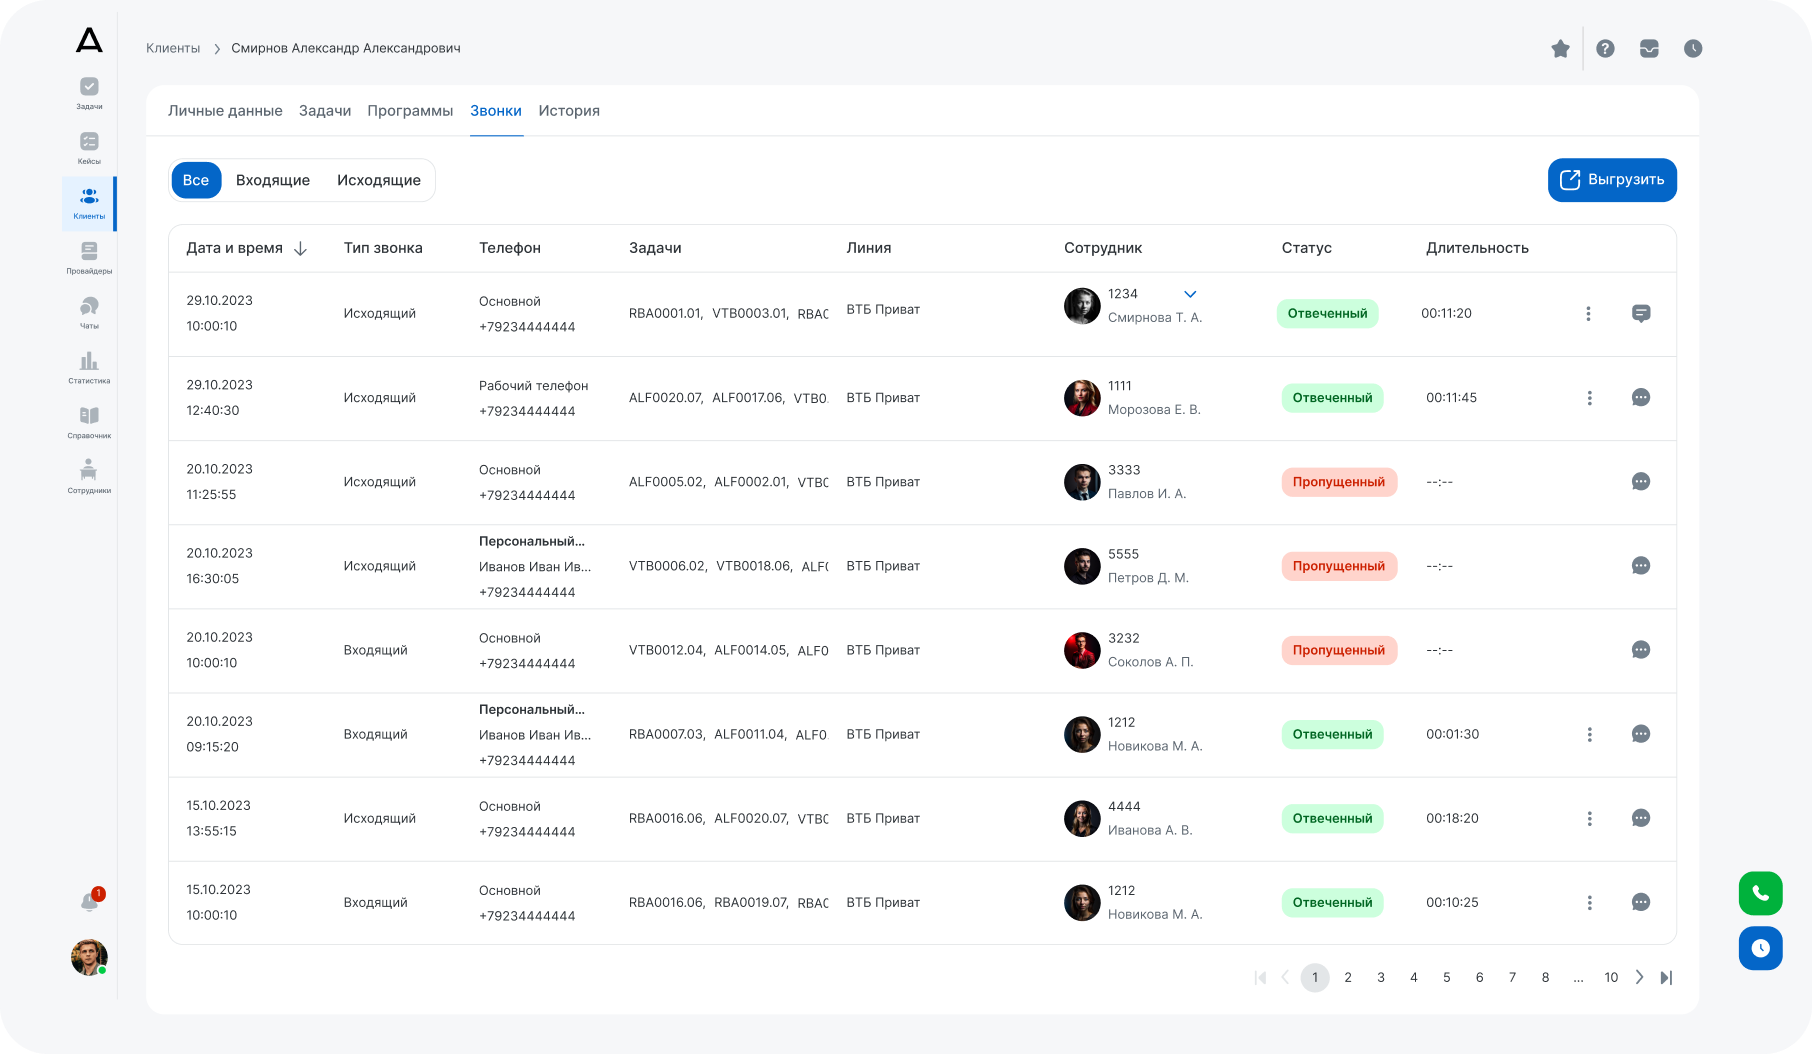 Клиенты
Смирнов Александр Александрович
Задачи
Кейсы
Клиенты
Провайдеры
Чаты
Статистика
Справочник
Сотрудники
1
Личные данные Задачи Программы Звонки История
Все Входящие Исходящие
Выгрузить
Дата и время Тип звонка Телефон Задачи Линия Сотрудник Статус Длительность
29.10.2023
10:00:10
Исходящий
Основной
+79234444444
RBA0001.01, VTB0003.01, RBA
ВТБ Приват
1234
Смирнова Т. А.
Отвеченный
00:11:20
29.10.2023
12:40:30
Исходящий
Рабочий телефон
+79234444444
ALF0020.07, ALF0017.06, VTB0
ВТБ Приват
1111
Морозова Е. В.
Отвеченный
00:11:45
20.10.2023
11:25:55
Исходящий
Основной
+79234444444
ALF0005.02, ALF0002.01, VTB
ВТБ Приват
3333
Павлов И. А.
Пропущенный
--:--
20.10.2023
16:30:05
Исходящий
Персональный...
Иванов Иван Ив...
+79234444444
VTB0006.02, VTB0018.06, ALF
ВТБ Приват
5555
Петров Д. М.
Пропущенный
--:--
20.10.2023
10:00:10
Входящий
Основной
+79234444444
VTB0012.04, ALF0014.05, ALF0
ВТБ Приват
3232
Соколов А. П.
Пропущенный
--:--
20.10.2023
09:15:20
Входящий
Персональный...
Иванов Иван Ив...
+79234444444
RBA0007.03, ALF0011.04, ALF0
ВТБ Приват
1212
Новикова М. А.
Отвеченный
00:01:30
15.10.2023
13:55:15
Исходящий
Основной
+79234444444
RBA0016.06, ALF0020.07, VTB
ВТБ Приват
4444
Иванова А. В.
Отвеченный
00:18:20
15.10.2023
10:00:10
Входящий
Основной
+79234444444
RBA0016.06, RBA0019.07, RBA
ВТБ Приват
1212
Новикова М. А.
Отвеченный
00:10:25
1 2 3 4 5 6 7 8 ... 10